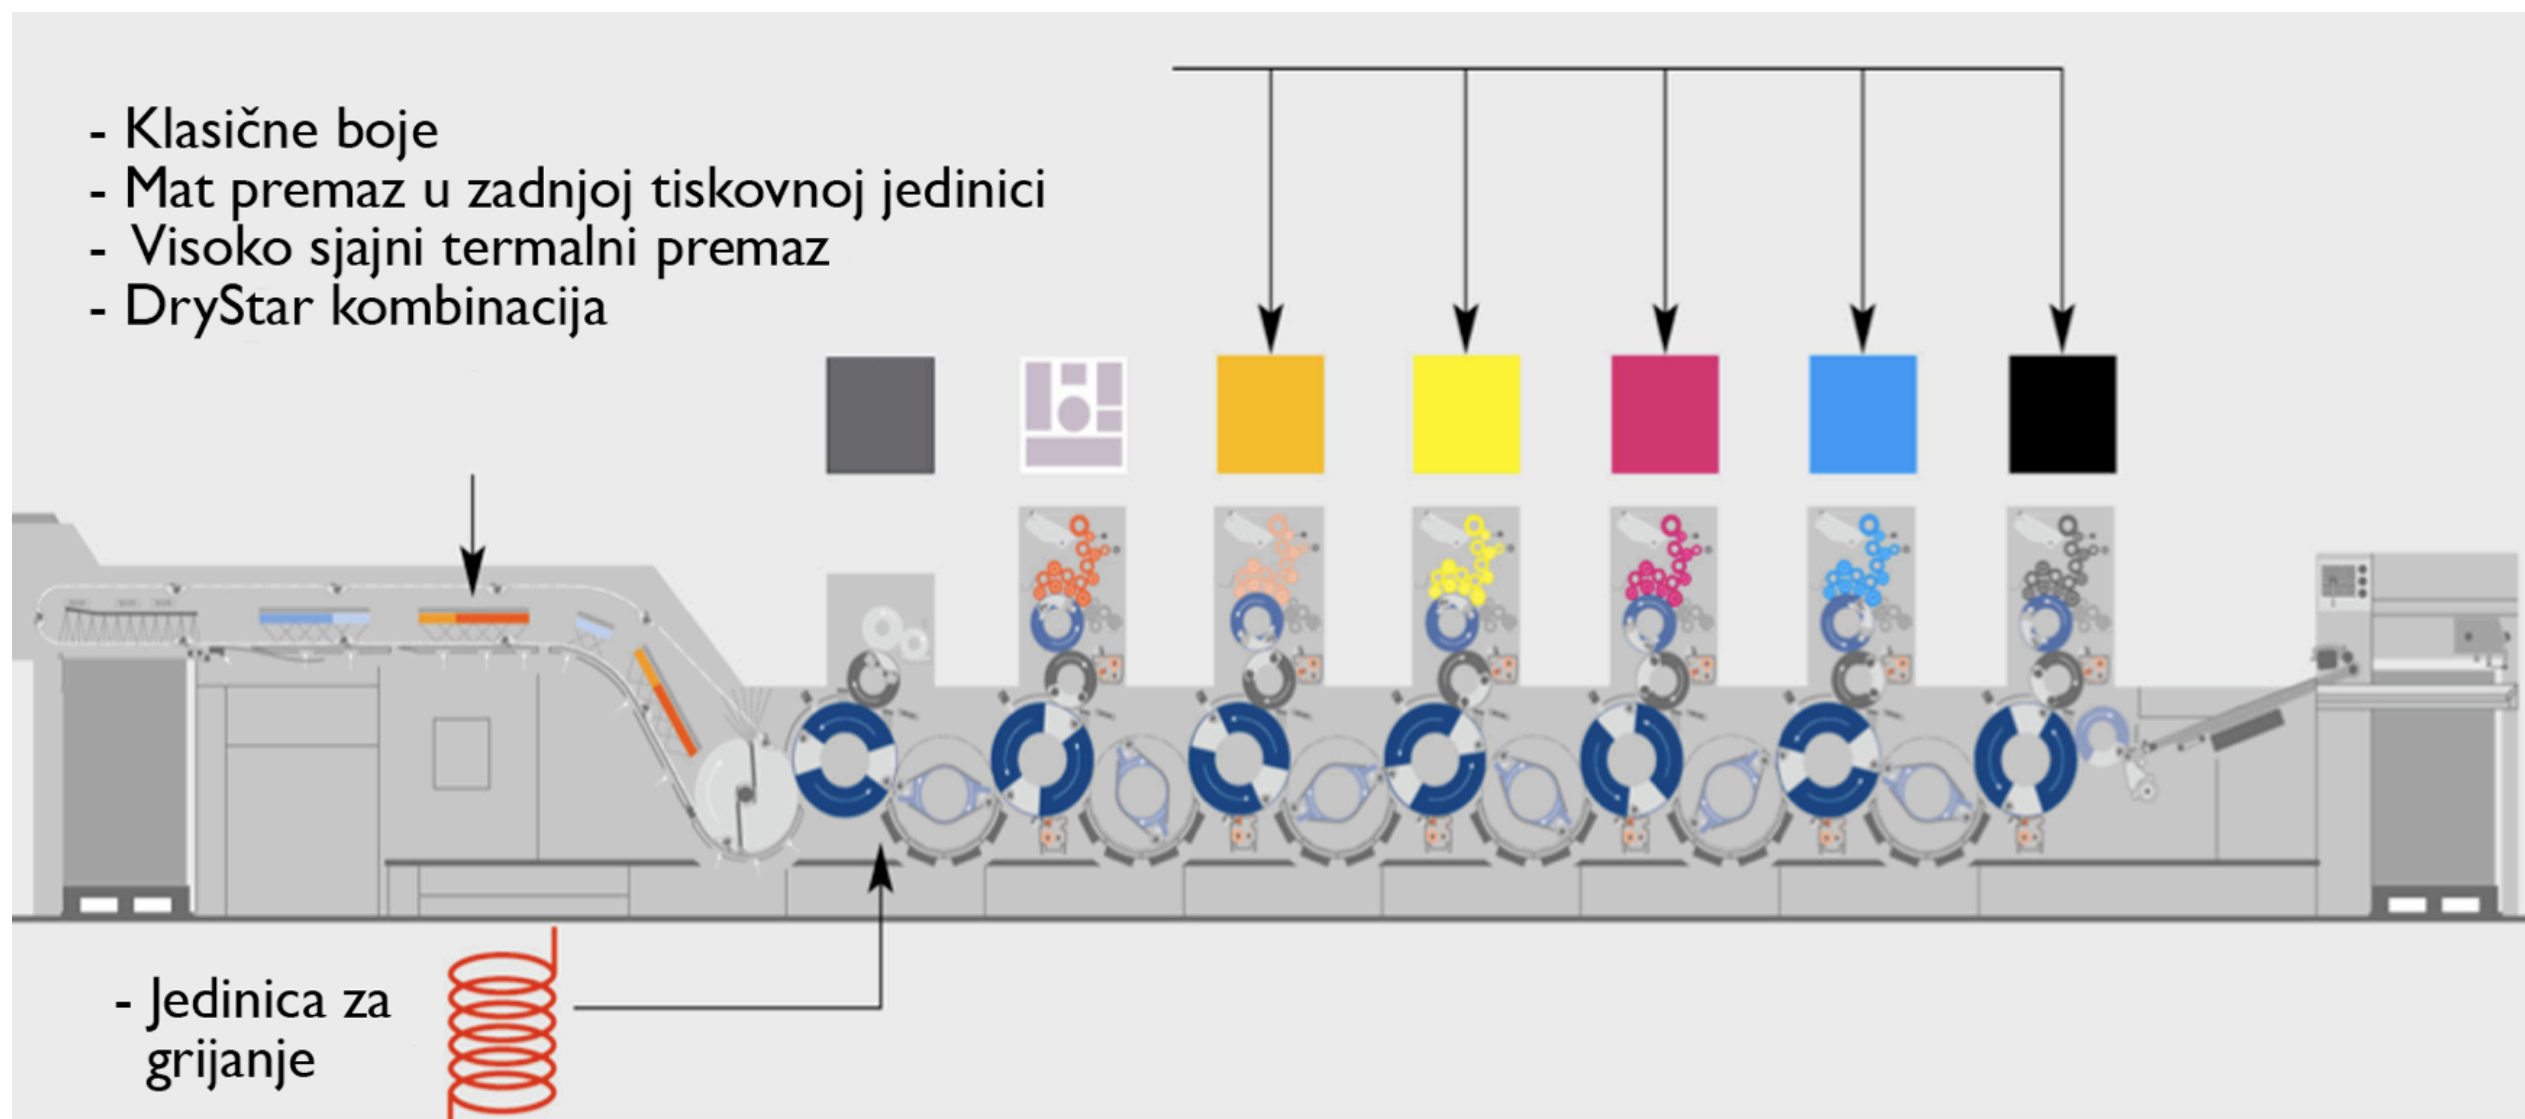 - Klasične boje
- Mat premaz u zadnjoj tiskovnoj jedinici
- Visoko sjajni termalni premaz
- DryStar kombinacija
- Jedinica za
grijanje